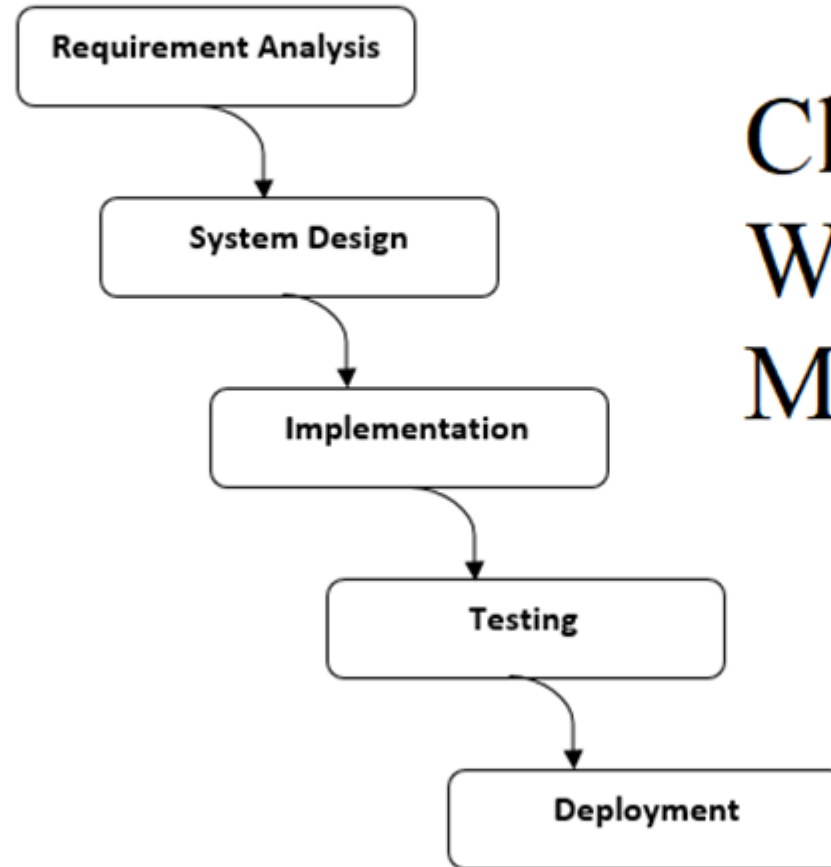 Requirement Analysis
System Design
Implementation
Testing
Deployment
W
M